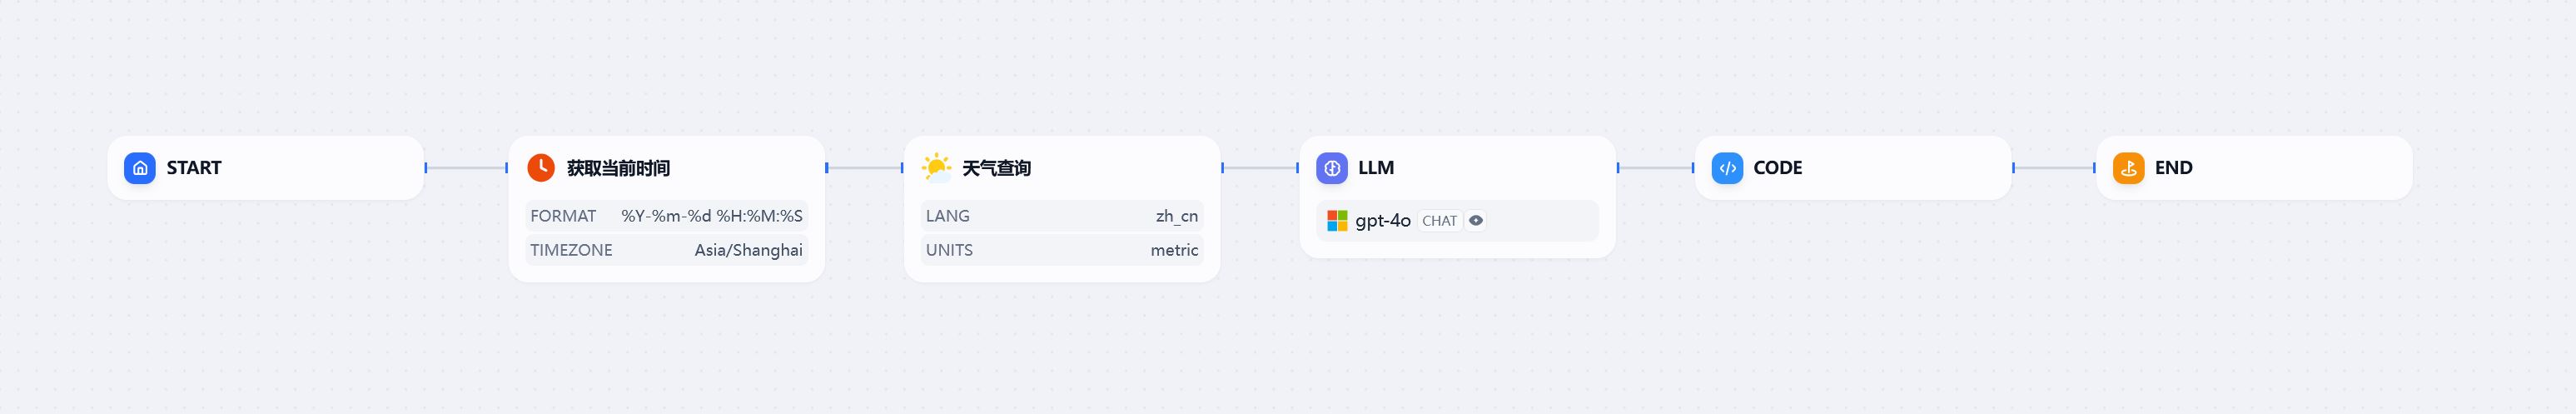 START
获取当前时间
FORMAT %Y-%m-%d %H:%M:%S
TIMEZONE Asia/Shanghai
天气查询
LANG zh_cn
UNITS metric
LLM
gpt-4o CHAT
CODE
END